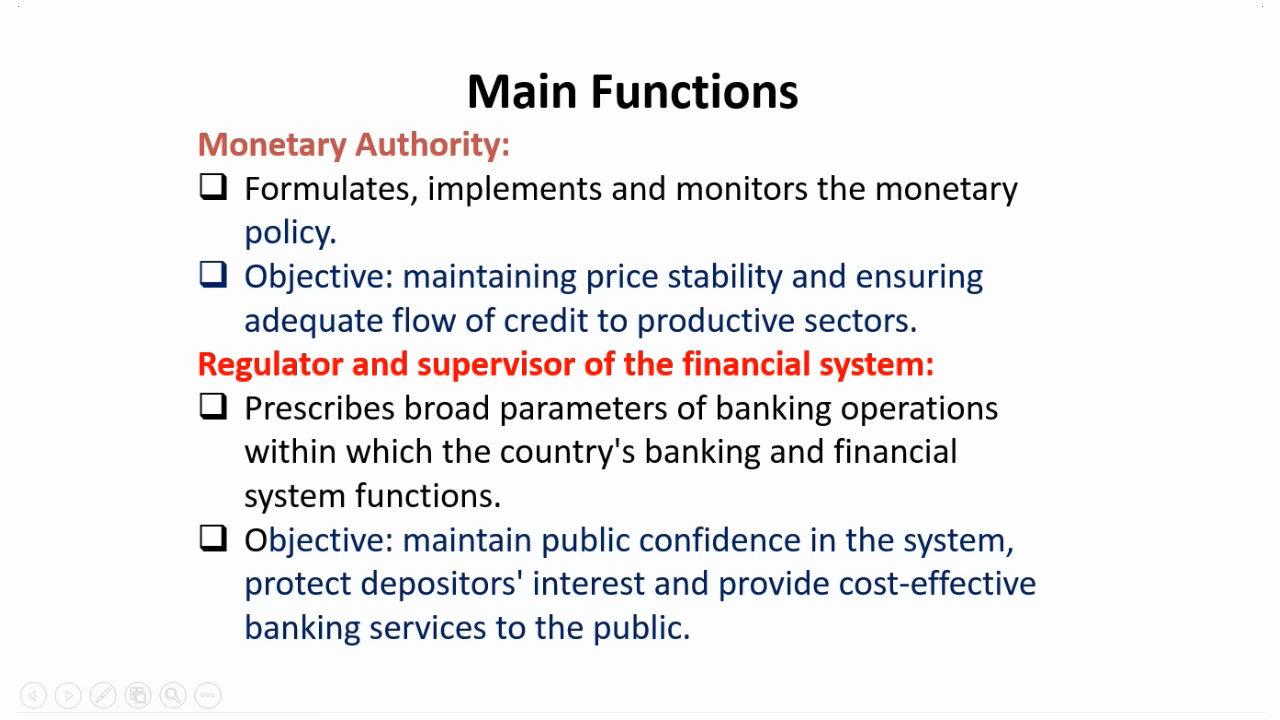 Main Functions
Monetary Authority:
❑ Formulates, implements and monitors the monetary
policy.
❑ Objective: maintaining price stability and ensuring
adequate flow of credit to productive sectors.
Regulator and supervisor of the financial system:
❑ Prescribes broad parameters of banking operations
within which the country's banking and financial
system functions.
❑ Objective: maintain public confidence in the system,
protect depositors' interest and provide cost-effective
banking services to the public.